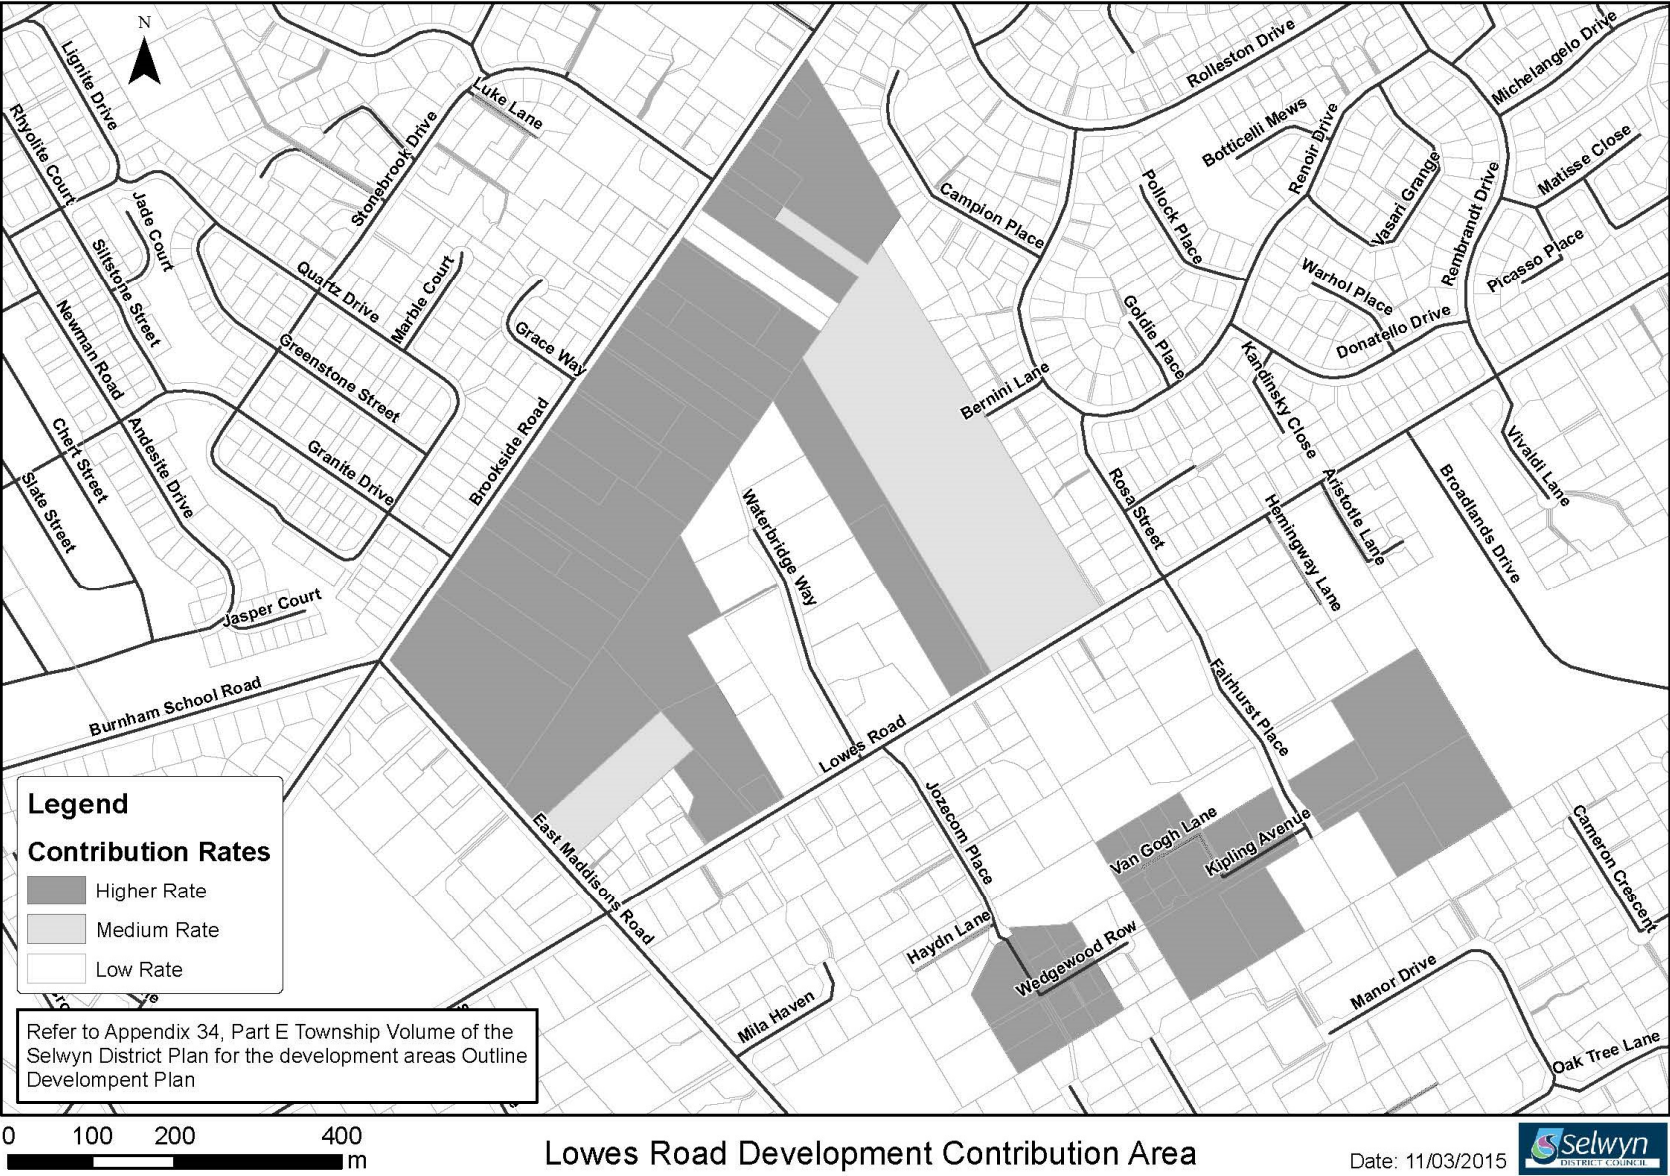 N
Lignite Drive
Rhyolite Court
Jade Court
Siltstone Street
Newman Road
Chert Street
Slate Street
Andesite Drive
Jasper Court
Burnham School Road
Luke Lane
Stonebrook Drive
Quartz Drive
Marble Court
Greenstone Street
Granite Drive
Grace Way
Brookside Road
Waterbridge Way
Lowes Road
East Maddisons Road
Campion Place
Bernini Lane
Rolleston Drive
Michelangelo Drive
Botticelli Mews
Renoir Drive
Pollock Place
Vasari Grange
Matisse Close
Rembrandt Drive
Picasso Place
Warhol Place
Donatello Drive
Goldie Place
Kandinsky Close
Rosa Street
Aristotle Lane
Hemingway Lane
Broadlands Drive
Vivaldi Lane
Fairhurst Place
Jozecom Place
Van Gogh Lane
Kipling Avenue
Haydn Lane
Wedgewood Row
Mila Haven
Manor Drive
Cameron Crescent
Oak Tree Lane
Legend
Contribution Rates
Higher Rate
Medium Rate
Low Rate
Refer to Appendix 34, Part E Township Volume of the
Selwyn District Plan for the development areas Outline
Develompent Plan
0 100 200 400
m
Lowes Road Development Contribution Area
Date: 11/03/2015
Selwyn
DISTRICT COUNCIL